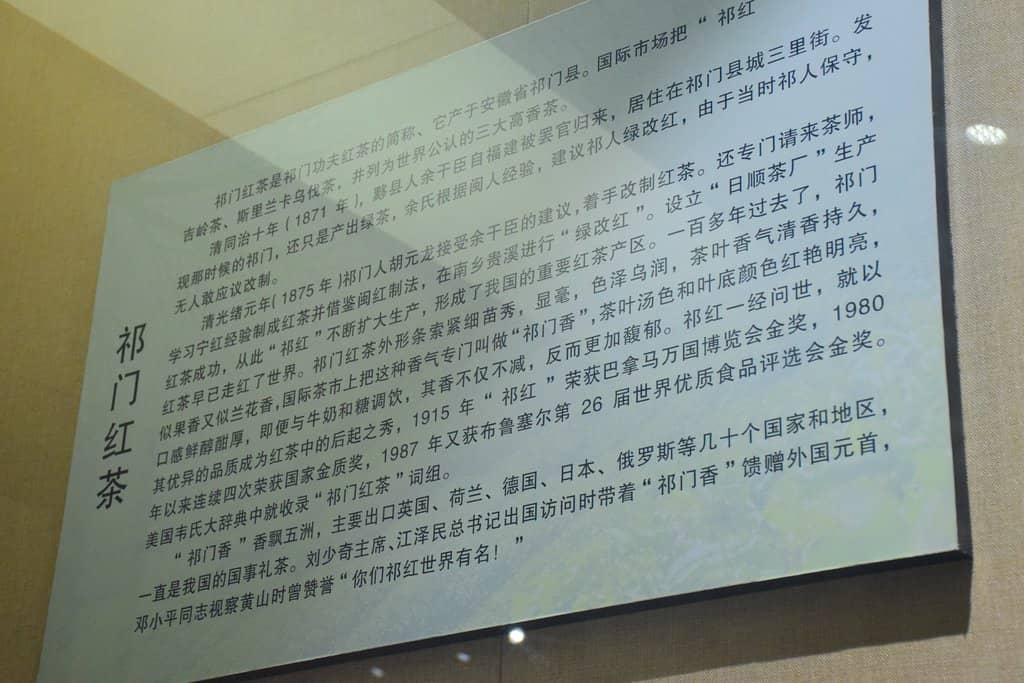 祁门红茶
祁门红茶是祁门功夫红茶的简称、它产于安徽省祁门县。国际市场把“祁红
吉岭茶、斯里兰卡乌伐茶，并列为世界公认的三大高香茶。
清同治十年（1871 年），黟县人余干臣自福建被罢官归来，居住在祁门县城三里街。发
现那时候的祁门，还只是产出绿茶，余氏根据闽人经验，建议祁人绿改红，由于当时祁人保守，
无人敢应议改制。
清光绪元年（1875 年）祁门人胡元龙接受余干臣的建议，着手改制红茶。还专门请来茶师，
学习宁红经验制成红茶并借鉴闽红制法，在南乡贵溪进行“绿改红”。设立“日顺茶厂”生产
红茶成功，从此“祁红”不断扩大生产，形成了我国的重要红茶产区。一百多年过去了，祁门
红茶早已走红了世界。祁门红茶外形条索紧细苗秀，显毫，色泽乌润，茶叶香气清香持久，
似果香又似兰花香，国际茶市上把这种香气专门叫做“祁门香”，茶叶汤色和叶底颜色红艳明亮，
口感鲜醇酣厚，即便与牛奶和糖调饮，其香不仅不减，反而更加馥郁。祁红一经问世，就以
其优异的品质成为红茶中的后起之秀，1915 年“祁红”荣获巴拿马万国博览会金奖，1980
年以来连续四次荣获国家金质奖，1987 年又获布鲁塞尔第 26 届世界优质食品评选会金奖。
美国韦氏大辞典中就收录“祁门红茶”词组。
“祁门香”香飘五洲，主要出口英国、荷兰、德国、日本、俄罗斯等几十个国家和地区，
一直是我国的国事礼茶。刘少奇主席、江泽民总书记出国访问时带着“祁门香”馈赠外国元首，
邓小平同志视察黄山时曾赞誉“你们祁红世界有名！”